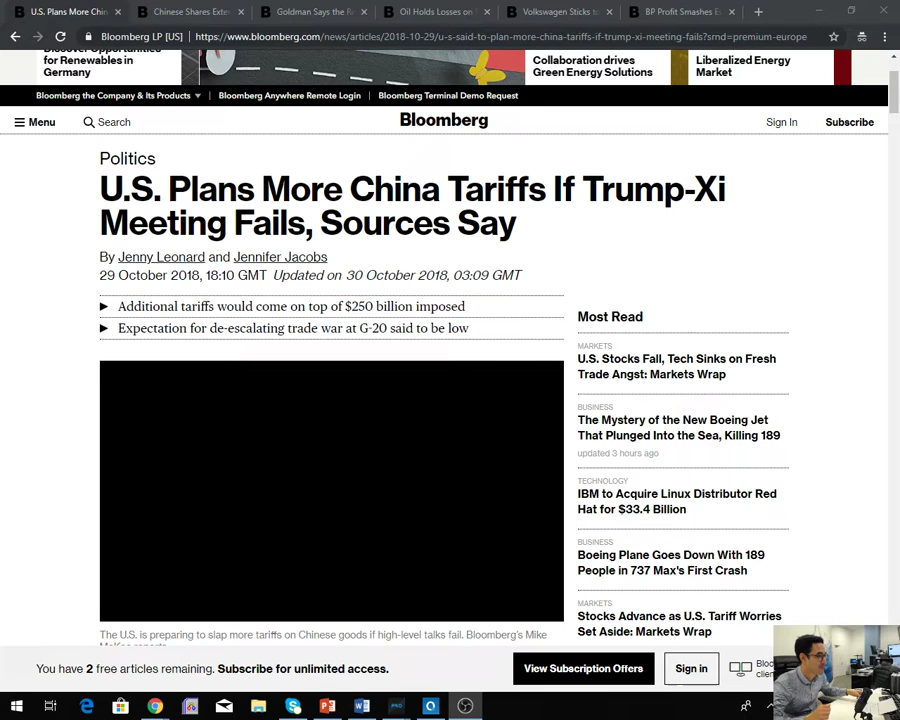 U.S. Plans More Chin
Chinese Shares Exte
Goldman Says the R
Oil Holds Losses on
Volkswagen Sticks to
BP Profit Smashes E
Bloomberg LP [US] | https://www.bloomberg.com/news/articles/2018-10-29/u-s-said-to-plan-more-china-tariffs-if-trump-xi-meeting-fails?srnd=premium-europe
Discover Opportunities
for Renewables in
Germany
Collaboration drives
Green Energy Solutions
Liberalized Energy
Market
Bloomberg the Company & Its Products ▼ | Bloomberg Anywhere Remote Login | Bloomberg Terminal Demo Request
Menu
Search
Bloomberg
Sign In
Subscribe
Politics
U.S. Plans More China Tariffs If Trump-Xi
Meeting Fails, Sources Say
By Jenny Leonard and Jennifer Jacobs
29 October 2018, 18:10 GMT Updated on 30 October 2018, 03:09 GMT
► Additional tariffs would come on top of $250 billion imposed
► Expectation for de-escalating trade war at G-20 said to be low
The U.S. is preparing to slap more tariffs on Chinese goods if high-level talks fail. Bloomberg's Mike
McKee reports.
Most Read
MARKETS
U.S. Stocks Fall, Tech Sinks on Fresh
Trade Angst: Markets Wrap
BUSINESS
The Mystery of the New Boeing Jet
That Plunged Into the Sea, Killing 189
updated 3 hours ago
TECHNOLOGY
IBM to Acquire Linux Distributor Red
Hat for $33.4 Billion
BUSINESS
Boeing Plane Goes Down With 189
People in 737 Max's First Crash
MARKETS
Stocks Advance as U.S. Tariff Worries
Set Aside: Markets Wrap
You have 2 free articles remaining. Subscribe for unlimited access.
View Subscription Offers
Sign in
Bloo
clien